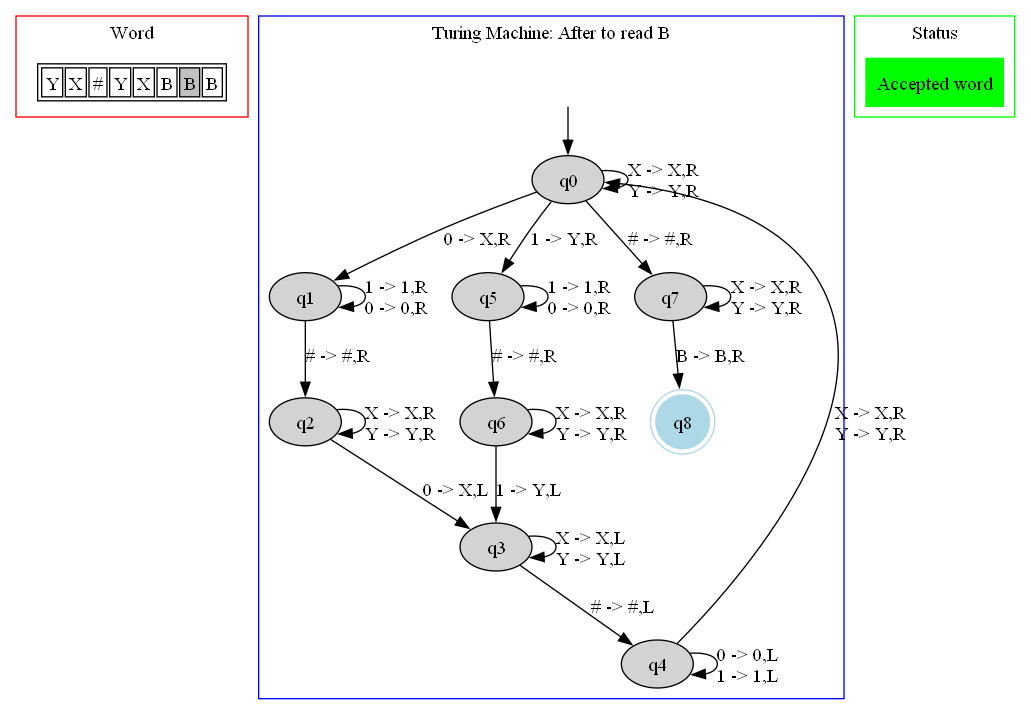 Word
Y X # Y X B B B
Turing Machine: After to read B
Status
Accepted word
q0
X -> X,R
Y -> Y,R
0 -> X,R
1 -> Y,R
# -> #,R
q1
1 -> 1,R
0 -> 0,R
q5
1 -> 1,R
0 -> 0,R
q7
X -> X,R
Y -> Y,R
# -> #,R
# -> #,R
B -> B,R
q2
X -> X,R
Y -> Y,R
q6
X -> X,R
Y -> Y,R
q8
X -> X,R
Y -> Y,R
0 -> X,L
1 -> Y,L
q3
X -> X,L
Y -> Y,L
# -> #,L
q4
0 -> 0,L
1 -> 1,L